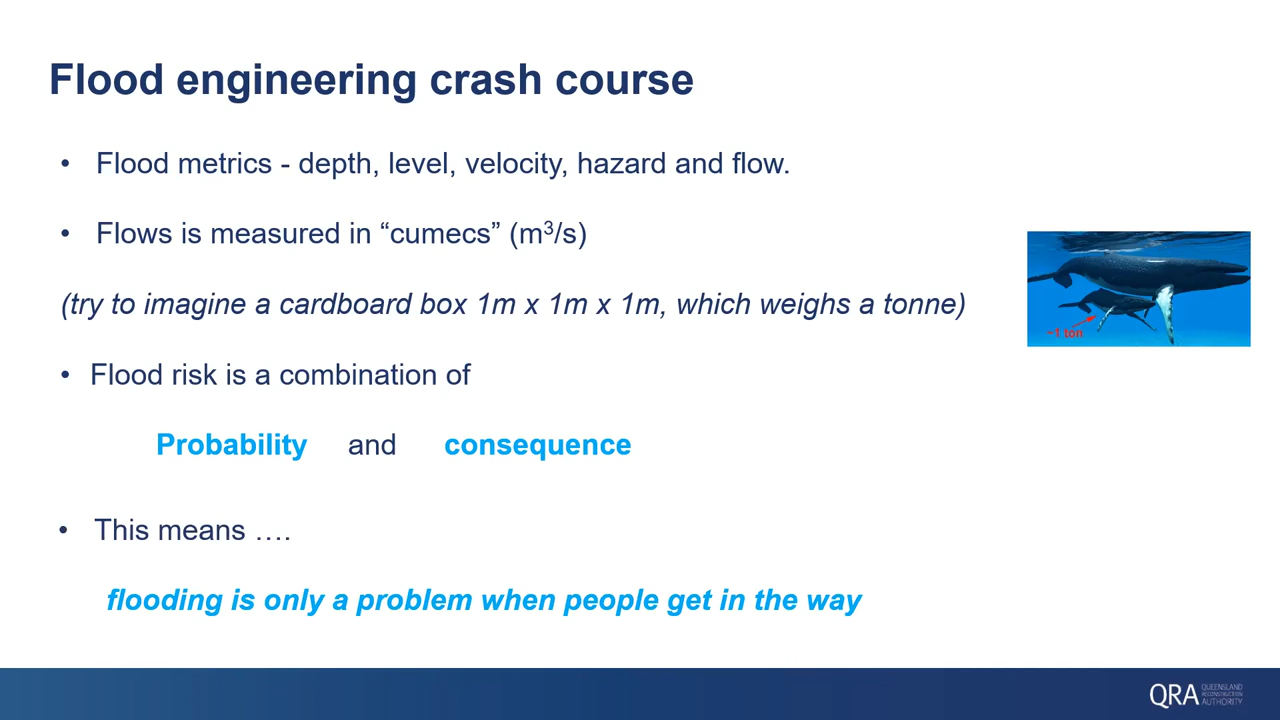 Flood engineering crash course
• Flood metrics - depth, level, velocity, hazard and flow.
• Flows is measured in “cumecs” (m³/s)
(try to imagine a cardboard box 1m x 1m x 1m, which weighs a tonne)
~1 ton
• Flood risk is a combination of
Probability and consequence
• This means ….
flooding is only a problem when people get in the way
QRA
QUEENSLAND
RECONSTRUCTION
AUTHORITY